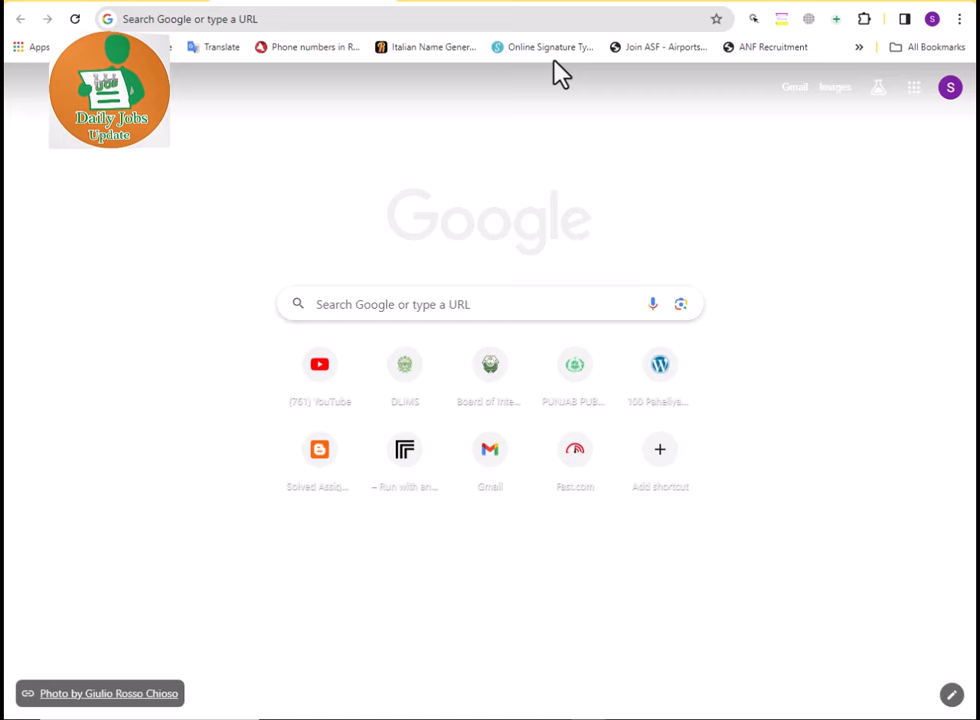 Search Google or type a URL
Apps
Translate
Phone numbers in R...
Italian Name Gener...
Online Signature Ty...
Join ASF - Airports...
ANF Recruitment
»
All Bookmarks
JOB
Daily Jobs
Update
Gmail
Images
S
Google
Search Google or type a URL
(761) YouTube
DLIMS
Board of Inte...
PUNJAB PUB...
100 Paheliya...
Solved Assig...
– Run with an...
Gmail
Fast.com
Add shortcut
Photo by Giulio Rosso Chioso